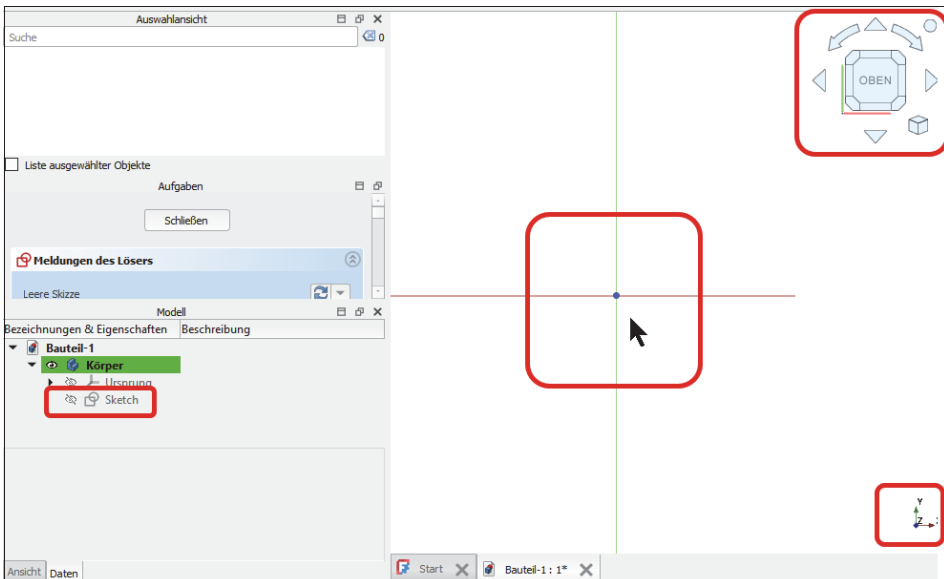 Auswahlansicht
Suche
0
Liste ausgewählter Objekte
Aufgaben
Schließen
Meldungen des Lösers
Leere Skizze
Modell
Bezeichnungen & Eigenschaften Beschreibung
Bauteil-1
Körper
Ursprung
Sketch
Ansicht Daten
OBEN
Y
Z
Start Bauteil-1 : 1*